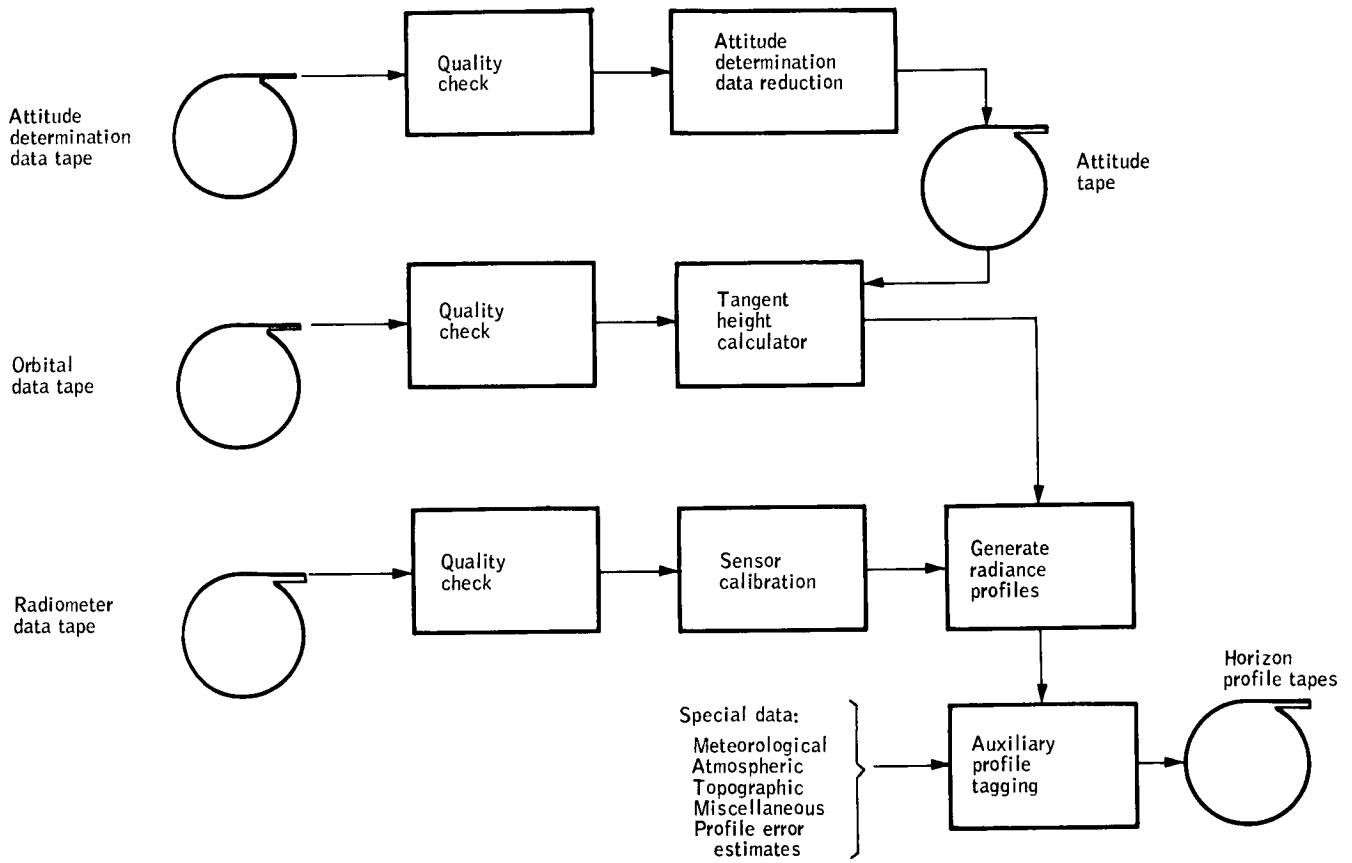 Attitude
determination
data tape
Quality
check
Attitude
determination
data reduction
Attitude
tape
Orbital
data tape
Quality
check
Tangent
height
calculator
Radiometer
data tape
Quality
check
Sensor
calibration
Generate
radiance
profiles
Special data:
Meteorological
Atmospheric
Topographic
Miscellaneous
Profile error
estimates
Auxiliary
profile
tagging
Horizon
profile tapes